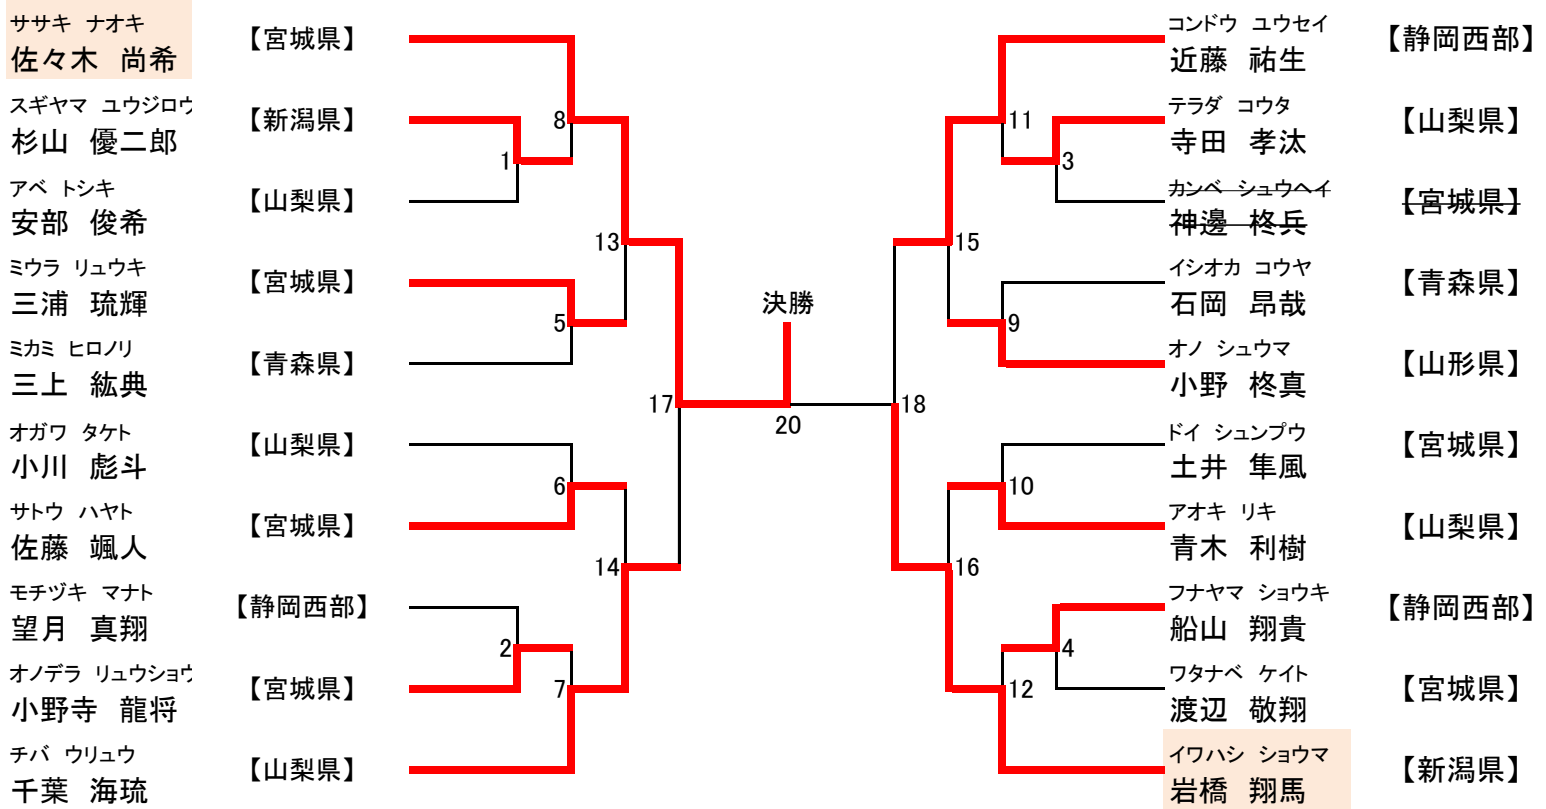 ササキ ナオキ
佐々木 尚希
【宮城県】
スギヤマ ユウジロウ
杉山 優二郎
【新潟県】
アベ トシキ
安部 俊希
【山梨県】
ミウラ リュウキ
三浦 琉輝
【宮城県】
ミカミ ヒロノリ
三上 紘典
【青森県】
オガワ タケト
小川 彪斗
【山梨県】
サトウ ハヤト
佐藤 颯人
【宮城県】
モチヅキ マナト
望月 真翔
【静岡西部】
オノデラ リュウショウ
小野寺 龍将
【宮城県】
チバ ウリュウ
千葉 海琉
【山梨県】
8
1
13
5
17
6
14
2
7
決勝
20
11
3
15
9
18
10
16
4
12
コンドウ ユウセイ
近藤 祐生
【静岡西部】
テラダ コウタ
寺田 孝汰
【山梨県】
カンベ シュウヘイ
神邊 柊兵
【宮城県】
イシオカ コウヤ
石岡 昂哉
【青森県】
オノ シュウマ
小野 柊真
【山形県】
ドイ シュンプウ
土井 隼風
【宮城県】
アオキ リキ
青木 利樹
【山梨県】
フナヤマ ショウキ
船山 翔貴
【静岡西部】
ワタナベ ケイト
渡辺 敬翔
【宮城県】
イワハシ ショウマ
岩橋 翔馬
【新潟県】